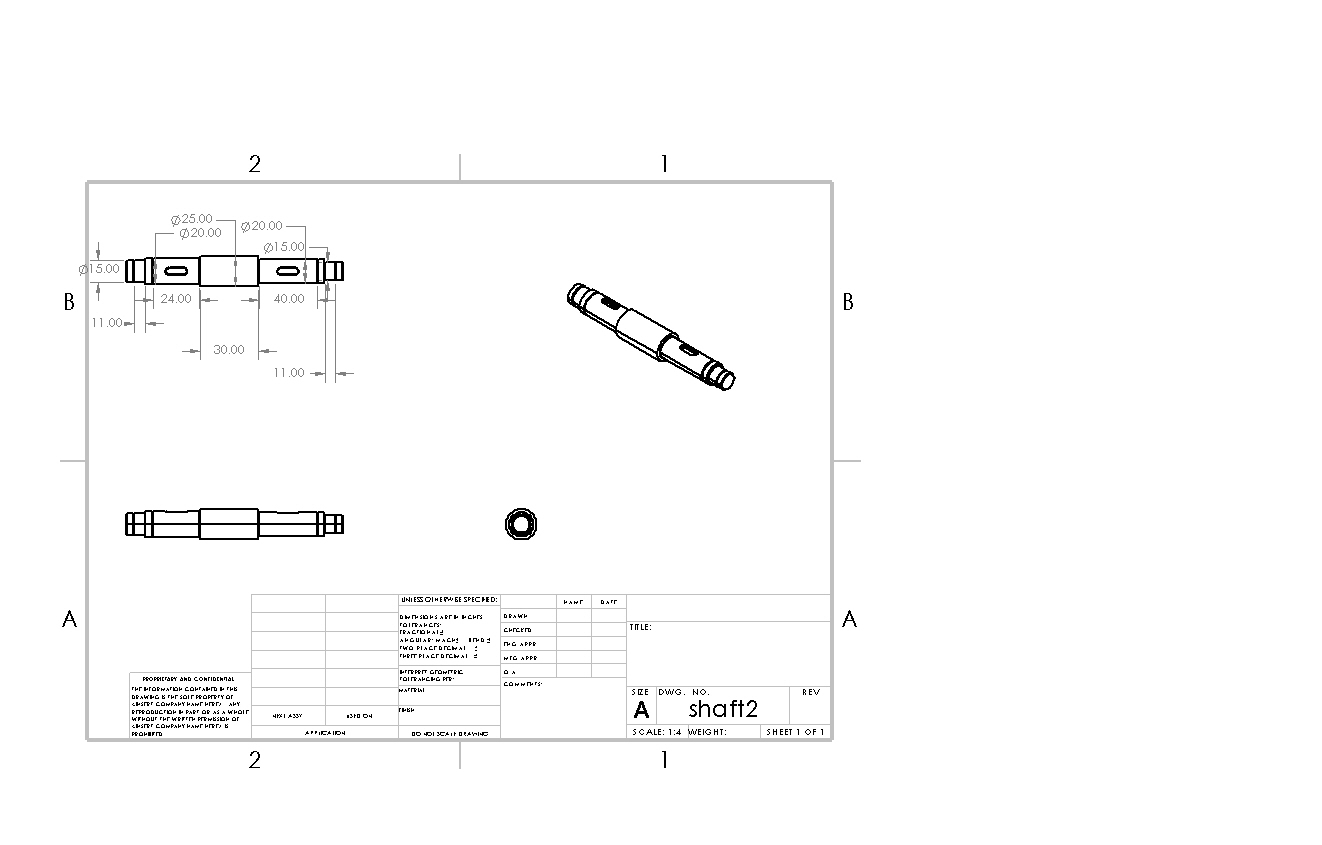 2
1
Ø25.00
Ø20.00
Ø20.00
Ø15.00
Ø15.00
B
24.00
40.00
B
11.00
30.00
11.00
UNLESS OTHERWISE SPECIFIED:
NAME
DATE
DIMENSIONS ARE IN INCHES
TOLERANCES:
FRACTIONAL ±
ANGULAR: MACH ± BEND ±
TWO PLACE DECIMAL ±
THREE PLACE DECIMAL ±
DRAWN
CHECKED
ENG APPR.
MFG APPR.
A
A
TITLE:
INTERPRET GEOMETRIC
TOLERANCING PER:
Q.A.
COMMENTS:
MATERIAL
FINISH
PROPRIETARY AND CONFIDENTIAL
THE INFORMATION CONTAINED IN THIS
DRAWING IS THE SOLE PROPERTY OF
<INSERT COMPANY NAME HERE>. ANY
REPRODUCTION IN PART OR AS A WHOLE
WITHOUT THE WRITTEN PERMISSION OF
<INSERT COMPANY NAME HERE> IS
PROHIBITED.
NEXT ASSY
USED ON
APPLICATION
DO NOT SCALE DRAWING
SIZE
DWG. NO.
REV
A
shaft2
SCALE: 1:4
WEIGHT:
SHEET 1 OF 1
2
1